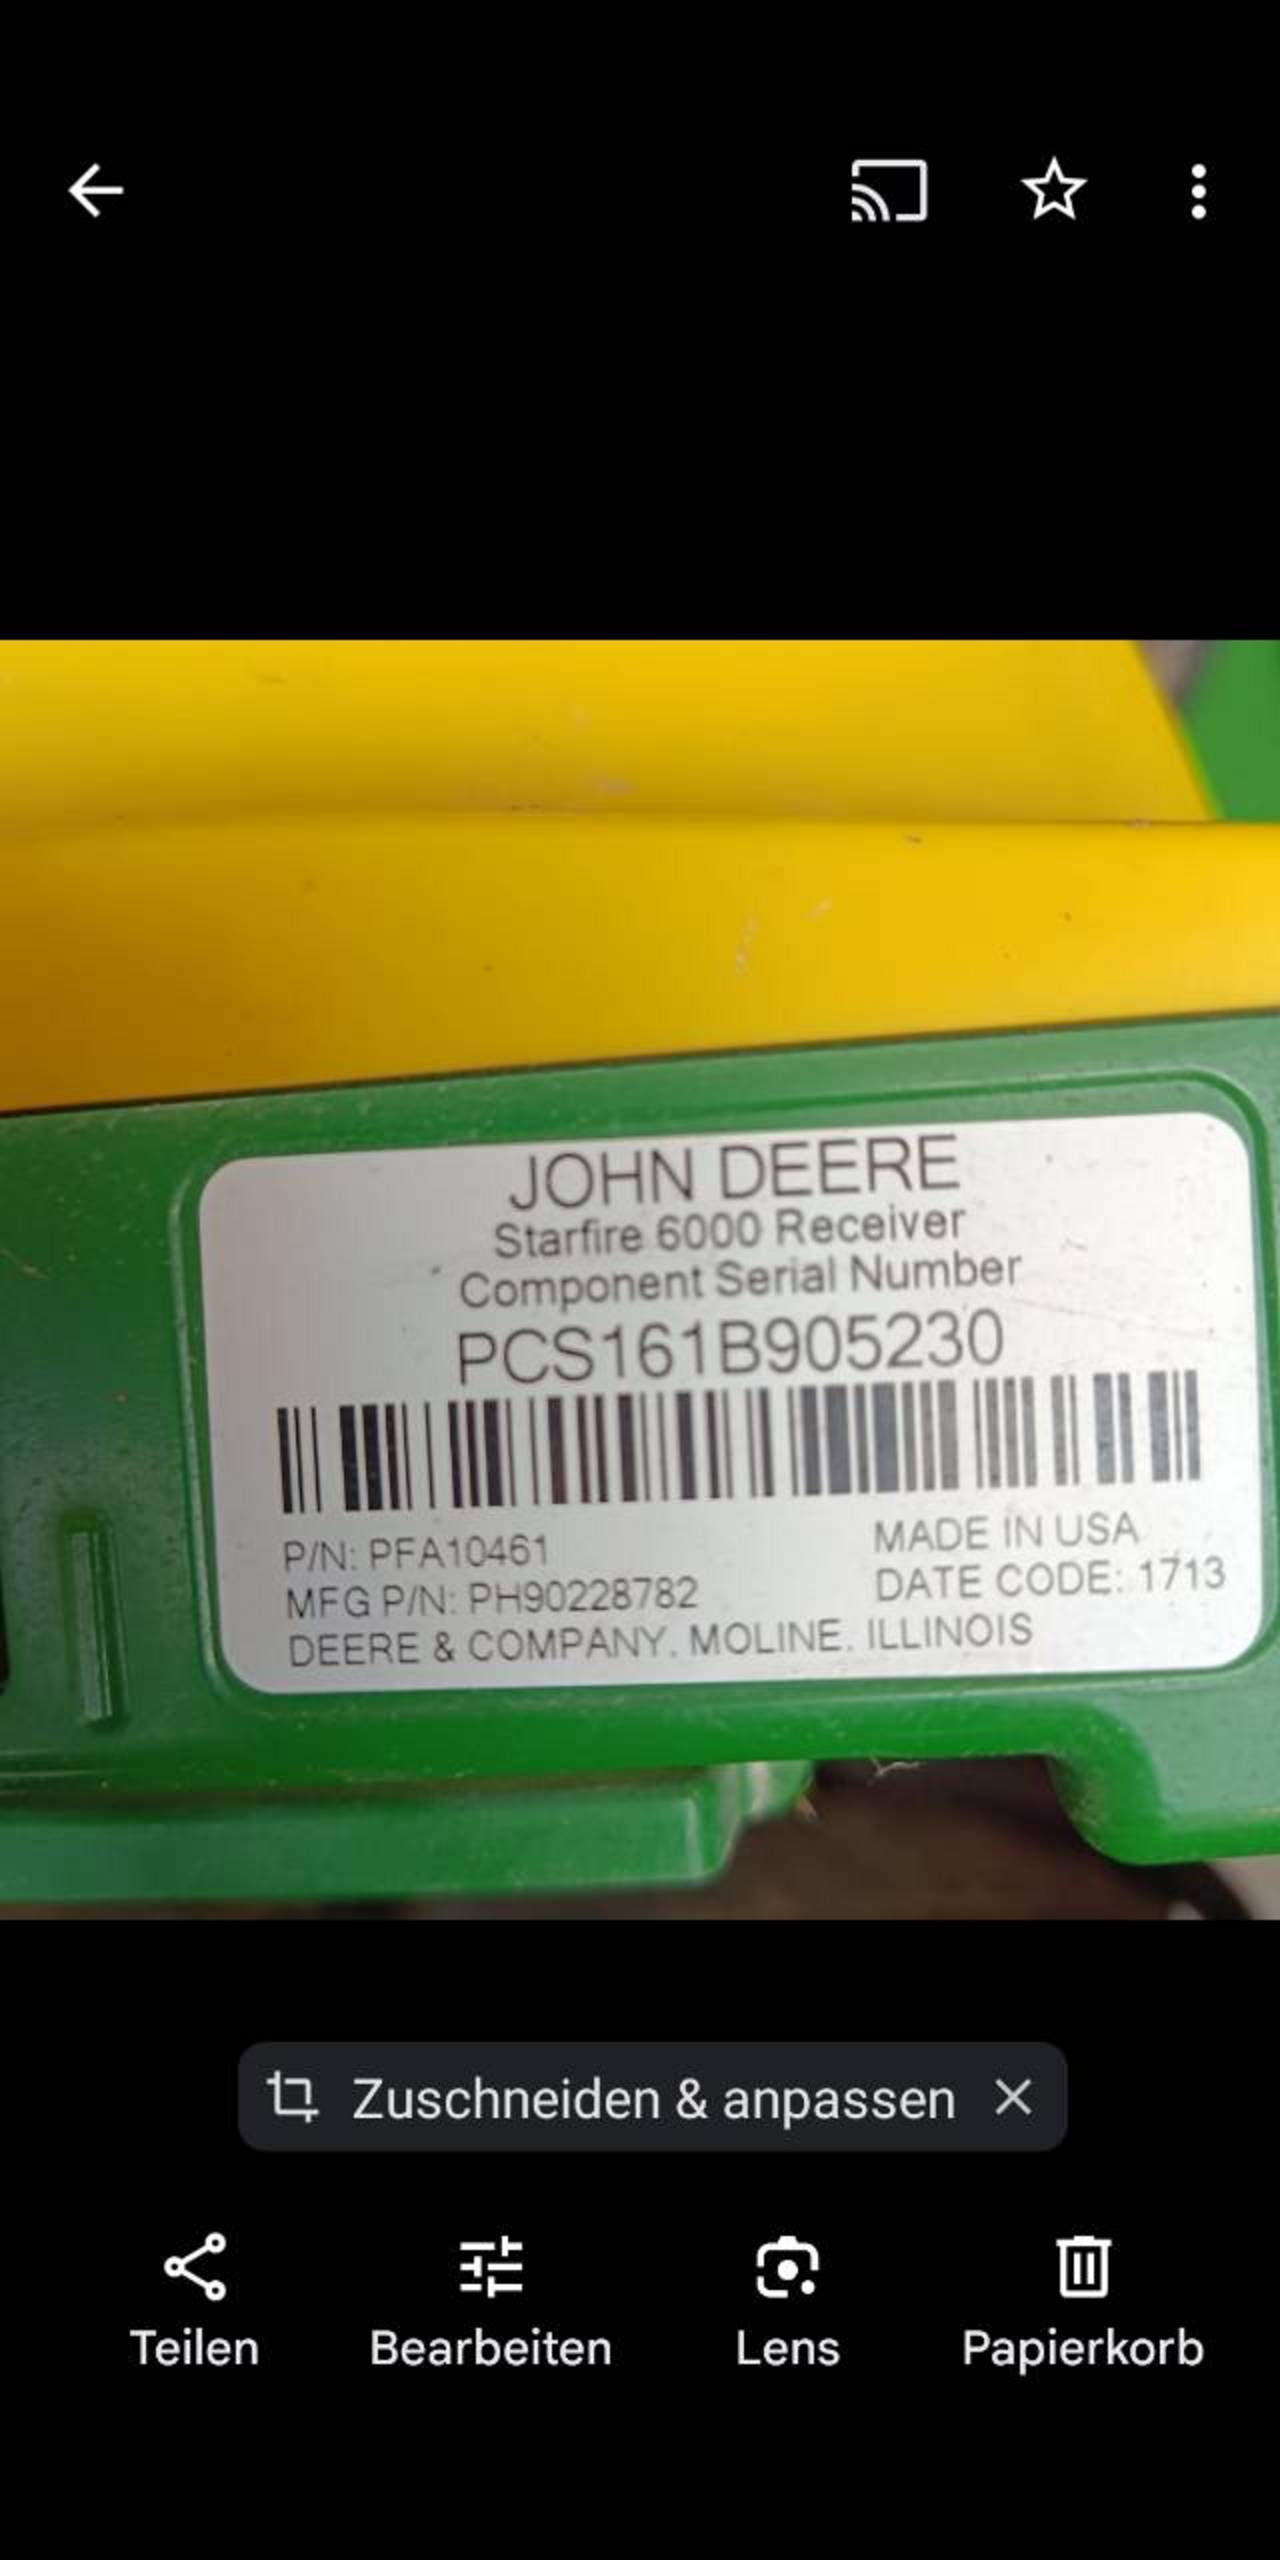 JOHN DEERE
Starfire 6000 Receiver
Component Serial Number
PCS161B905230
P/N: PFA10461
MADE IN USA
MFG P/N: PH90228782
DATE CODE: 1713
DEERE & COMPANY. MOLINE. ILLINOIS
Zuschneiden & anpassen
Teilen
Bearbeiten
Lens
Papierkorb